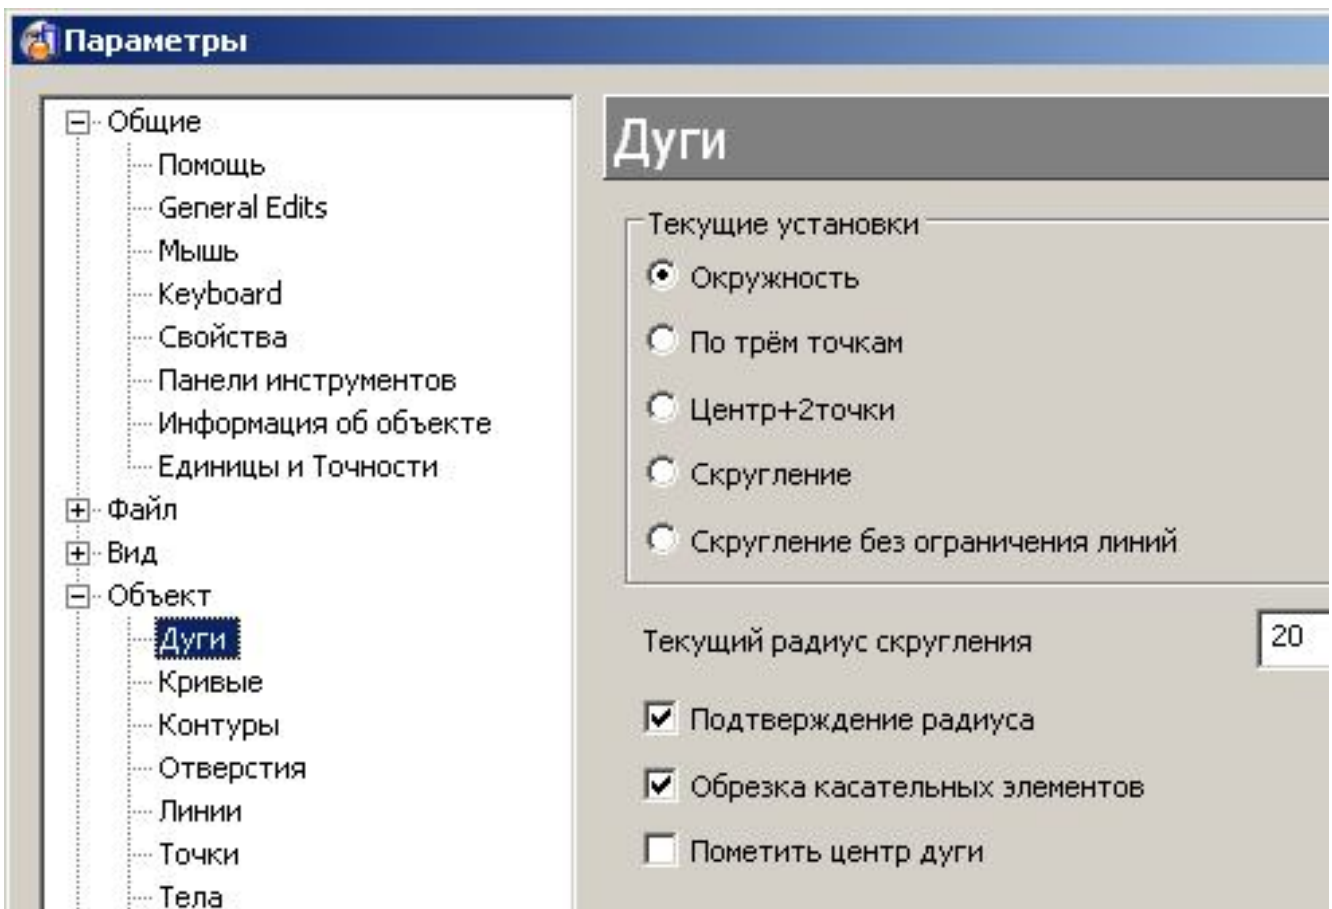 Параметры
Общие
Помощь
General Edits
Мышь
Keyboard
Свойства
Панели инструментов
Информация об объекте
Единицы и Точности
Файл
Вид
Объект
Дуги
Кривые
Контуры
Отверстия
Линии
Точки
Тела
Дуги
Текущие установки
Окружность
По трём точкам
Центр+2точки
Скругление
Скругление без ограничения линий
Текущий радиус скругления 20
Подтверждение радиуса
Обрезка касательных элементов
Пометить центр дуги